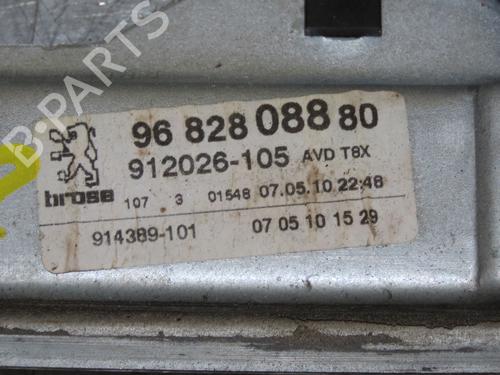 B-PARTS
96 828 088 80
912026-105 AVD T8X
brose
107 3 01548 07.05.10 22:48
914389-101 07 05 10 15 29